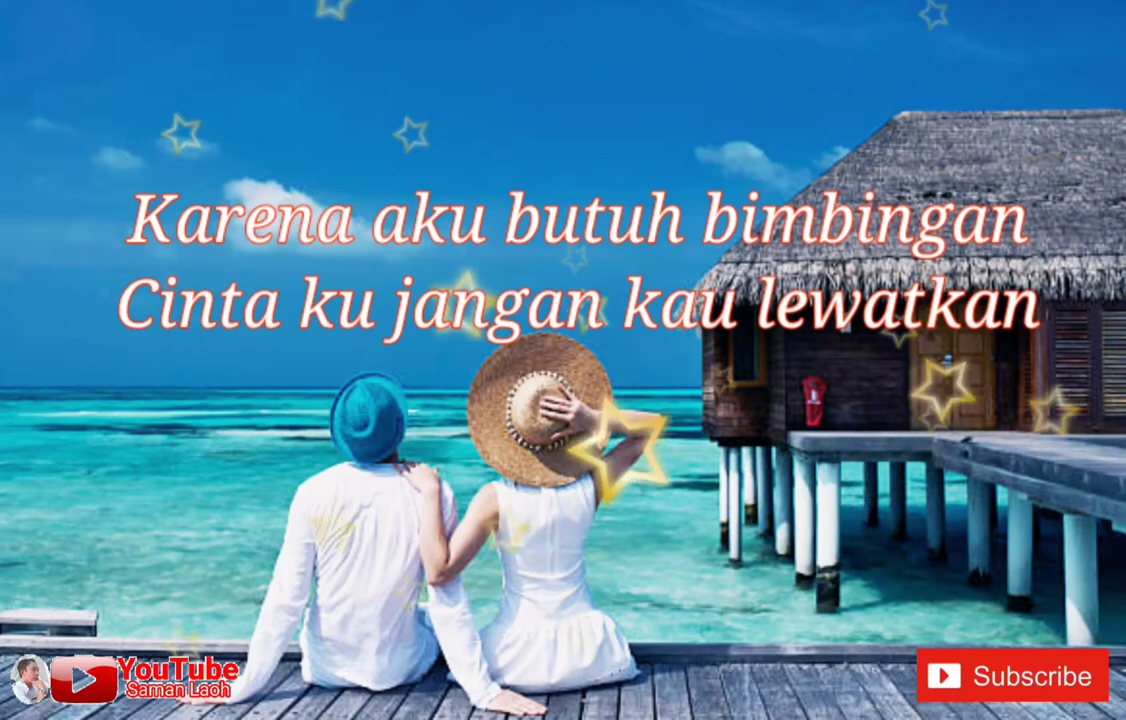 Karena aku butuh bimbingan
Cinta ku jangan kau lewatkan
YouTube
Saman Laoh
Subscribe